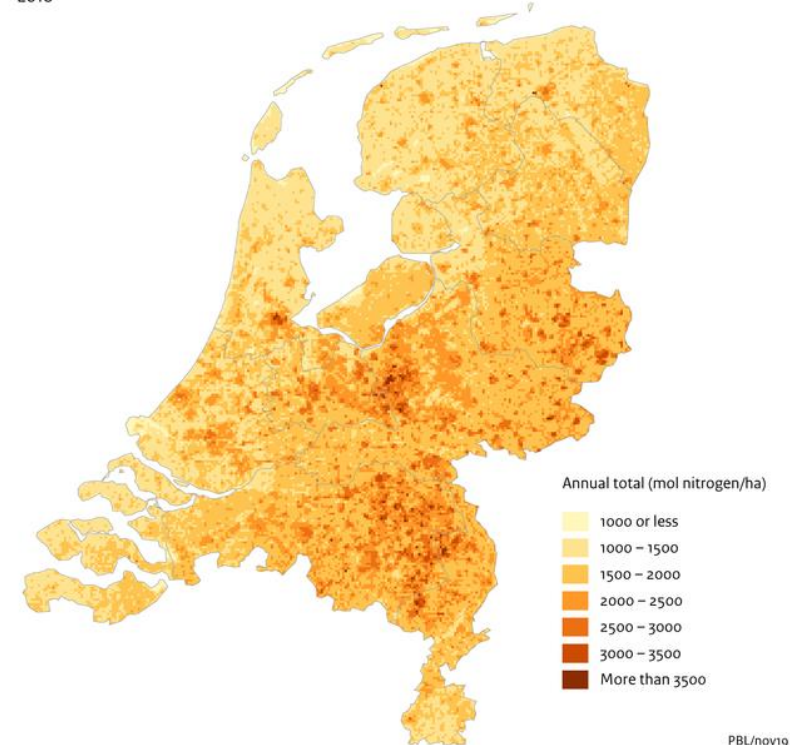 2018
Annual total (mol nitrogen/ha)
1000 or less
1000 – 1500
1500 – 2000
2000 – 2500
2500 – 3000
3000 – 3500
More than 3500
PBL/nov19